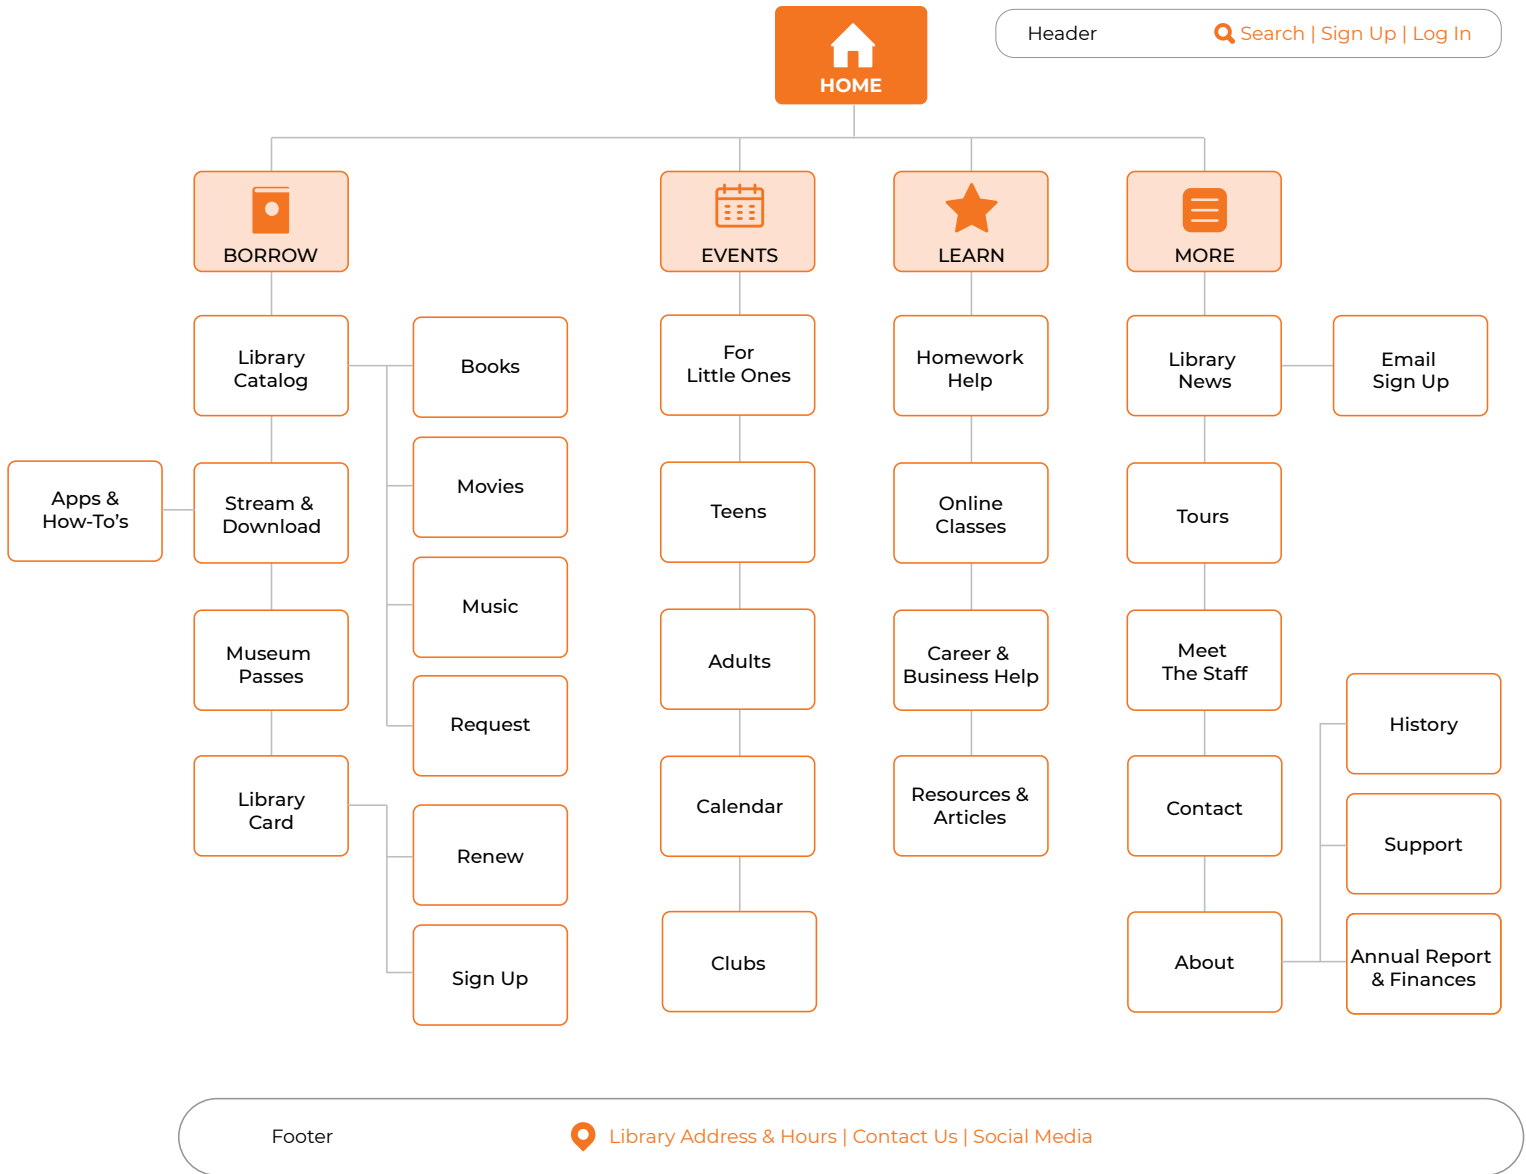 HOME
Header
Search | Sign Up | Log In
BORROW
EVENTS
LEARN
MORE
Library
Catalog
Books
For
Little Ones
Homework
Help
Library
News
Email
Sign Up
Apps &
How-To’s
Stream &
Download
Movies
Teens
Online
Classes
Tours
Museum
Passes
Music
Adults
Career &
Business Help
Meet
The Staff
Request
History
Library
Card
Calendar
Resources &
Articles
Contact
Support
Renew
Sign Up
Clubs
About
Annual Report
& Finances
Footer
Library Address & Hours | Contact Us | Social Media